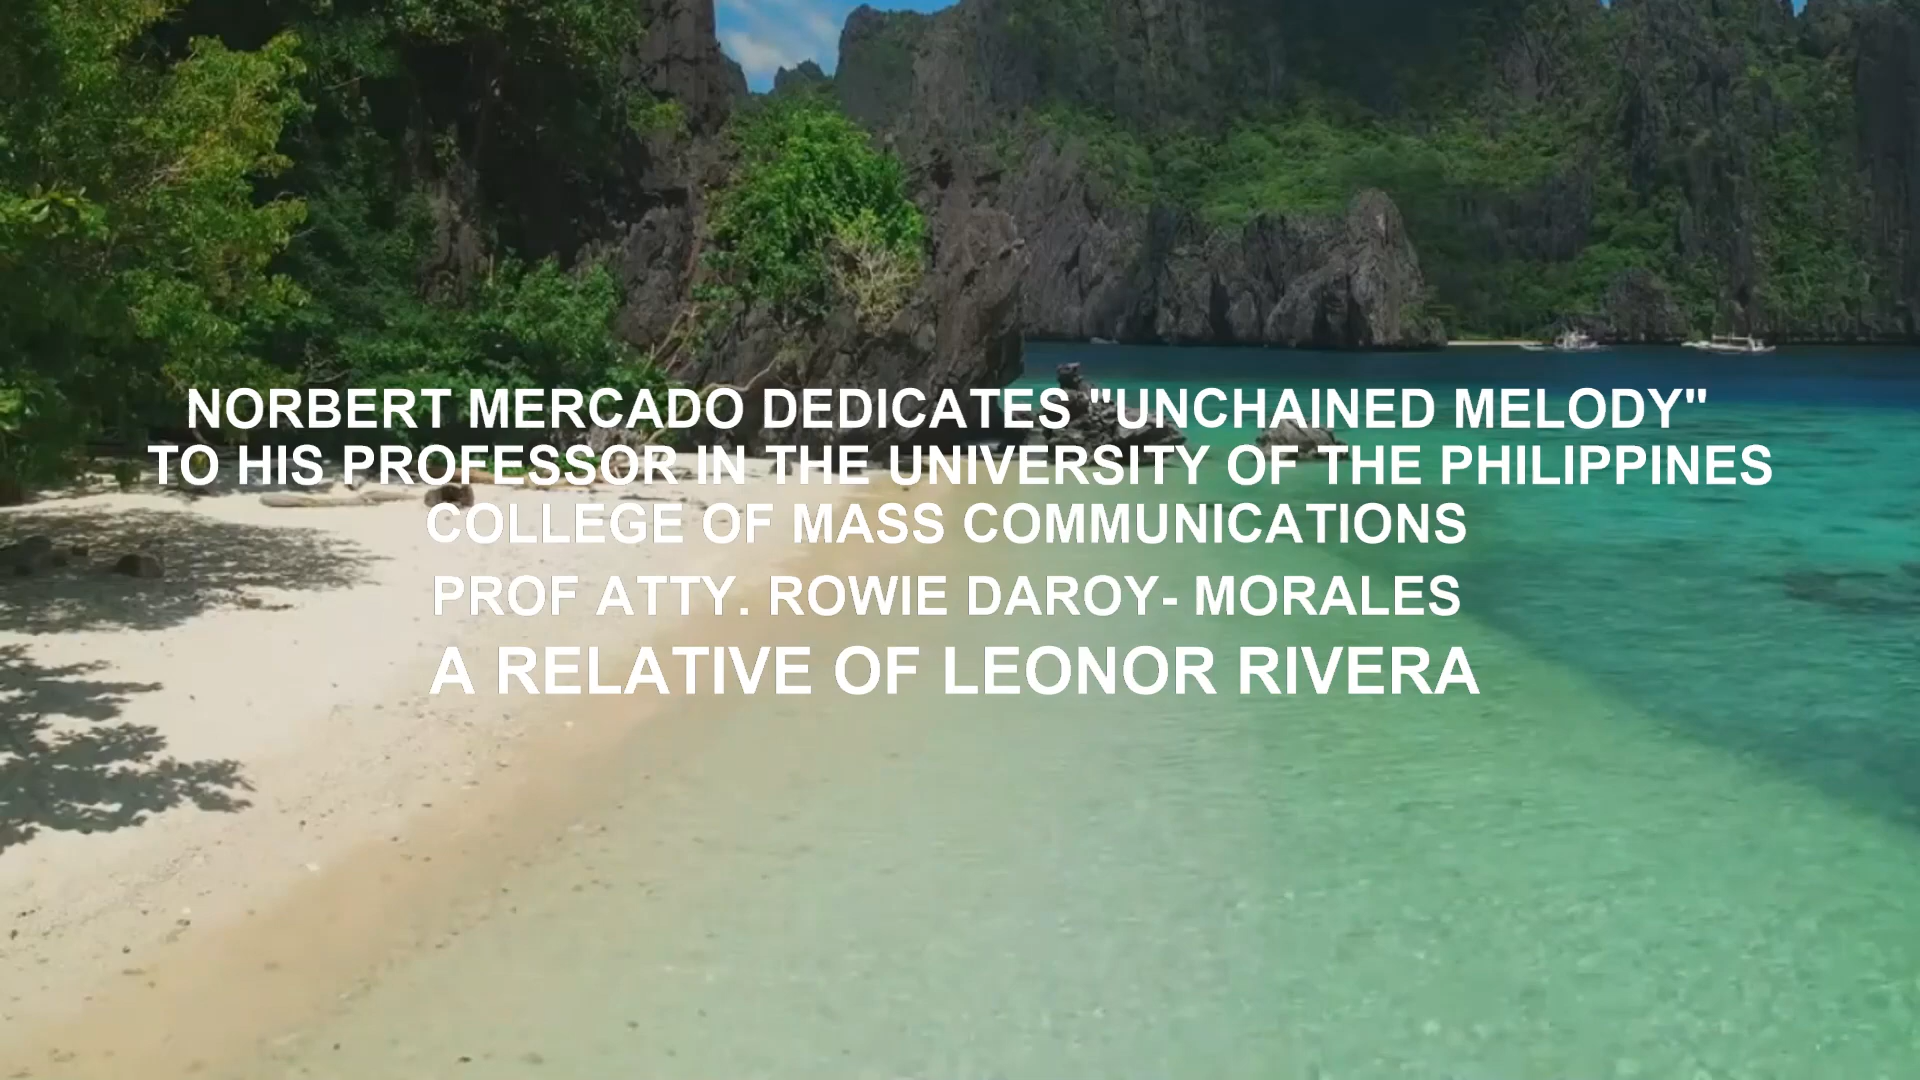 NORBERT MERCADO DEDICATES "UNCHAINED MELODY"
TO HIS PROFESSOR IN THE UNIVERSITY OF THE PHILIPPINES
COLLEGE OF MASS COMMUNICATIONS
PROF ATTY. ROWIE DAROY- MORALES
A RELATIVE OF LEONOR RIVERA